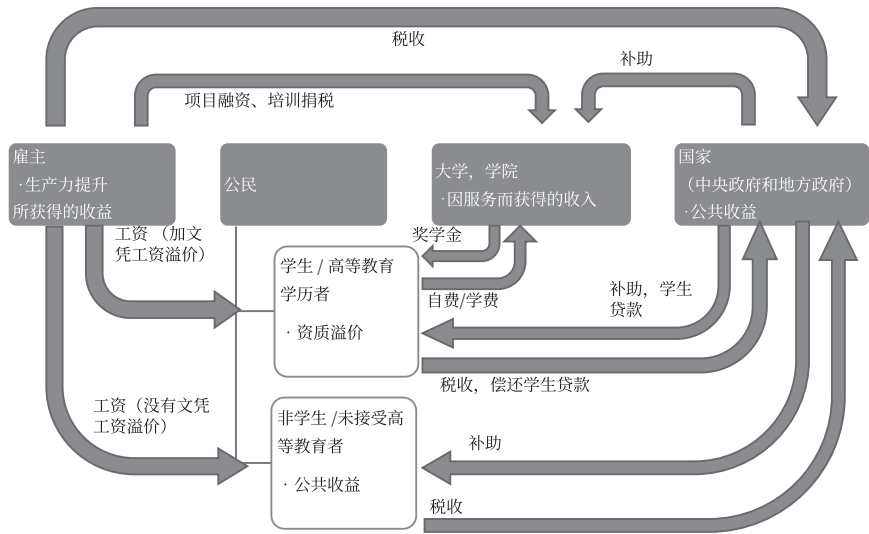 税收
补助
项目融资、培训捐税
雇主
·生产力提升
所获得的收益
公民
大学，学院
·因服务而获得的收入
国家
（中央政府和地方政府）
·公共收益
工资 （加文
凭工资溢价）
奖学金
学生 / 高等教育
学历者
· 资质溢价
自费/学费
补助，学生
贷款
税收，偿还学生贷款
工资（没有文凭
工资溢价）
非学生 /未接受高
等教育者
· 公共收益
补助
税收